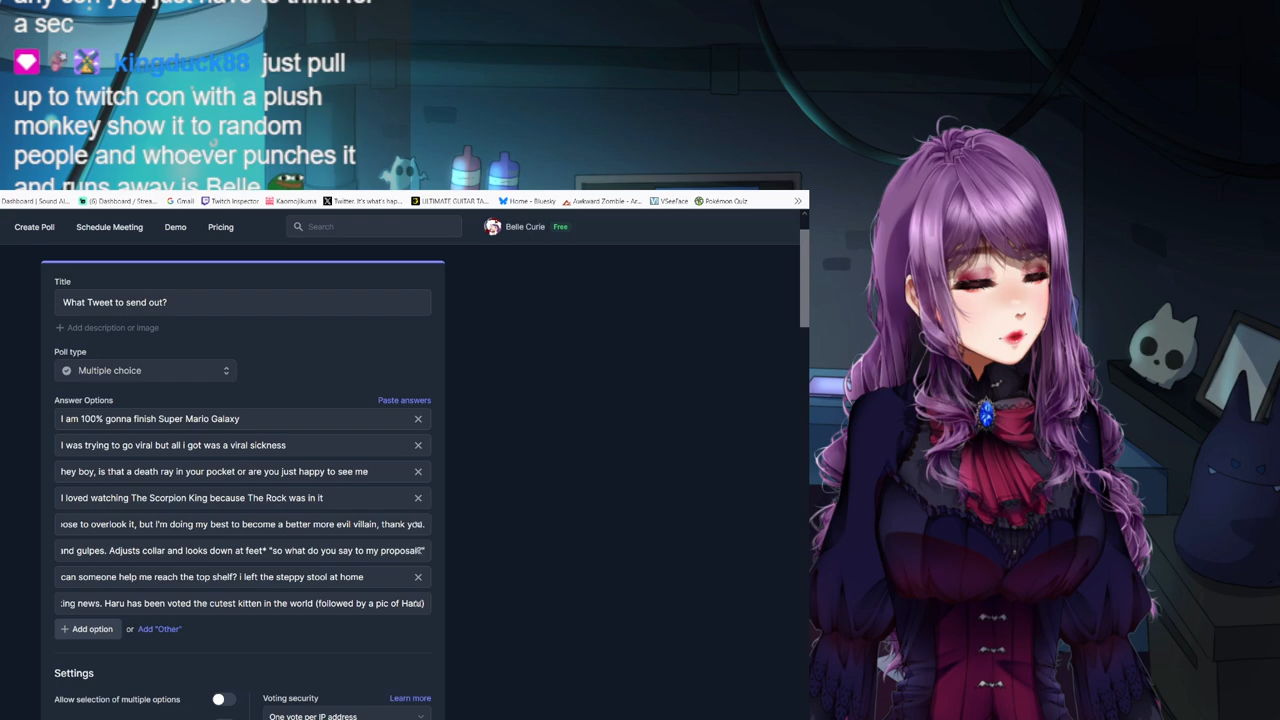 a sec
kingduck88 just pull
up to twitch con with a plush
monkey show it to random
people and whoever punches it
and runs away is Belle
Dashboard | Sound Al... (6) Dashboard / Strea... Gmail Twitch Inspector Kaomojikuma Twitter. It's what's hap... ULTIMATE GUITAR TA... Home - Bluesky Awkward Zombie - Ar... VSeeFace Pokémon Quiz
Create Poll Schedule Meeting Demo Pricing Search Belle Curie Free
Title
What Tweet to send out?
Add description or image
Poll type
Multiple choice
Answer Options Paste answers
I am 100% gonna finish Super Mario Galaxy
I was trying to go viral but all i got was a viral sickness
hey boy, is that a death ray in your pocket or are you just happy to see me
I loved watching The Scorpion King because The Rock was in it
ose to overlook it, but I'm doing my best to become a better more evil villain, thank you.
and gulpes. Adjusts collar and looks down at feet* "so what do you say to my proposal?"
can someone help me reach the top shelf? i left the steppy stool at home
king news. Haru has been voted the cutest kitten in the world (followed by a pic of Haru)
+ Add option or Add "Other"
Settings
Allow selection of multiple options Voting security Learn more
One vote per IP address